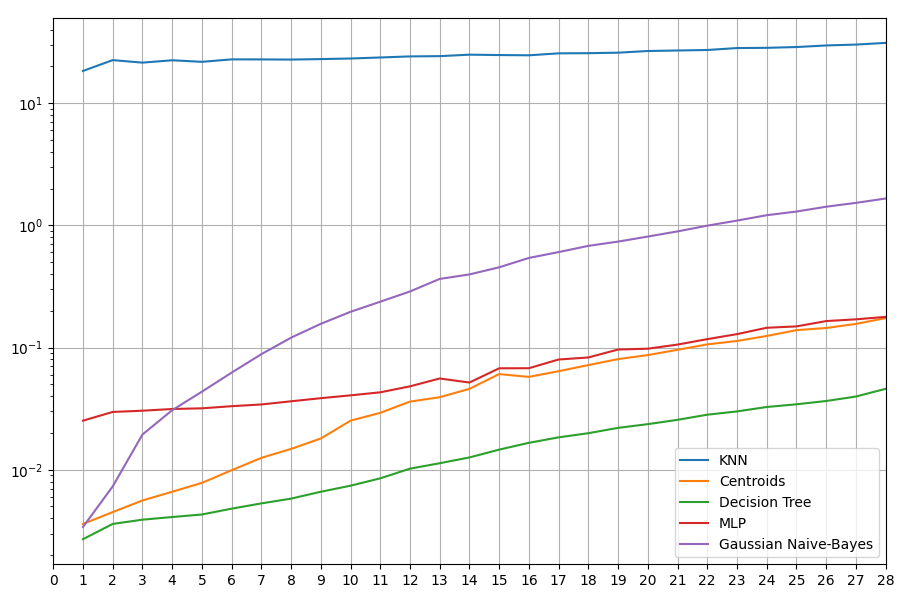 10¹
10⁰
10⁻¹
10⁻²
KNN
Centroids
Decision Tree
MLP
Gaussian Naive-Bayes
0 1 2 3 4 5 6 7 8 9 10 11 12 13 14 15 16 17 18 19 20 21 22 23 24 25 26 27 28